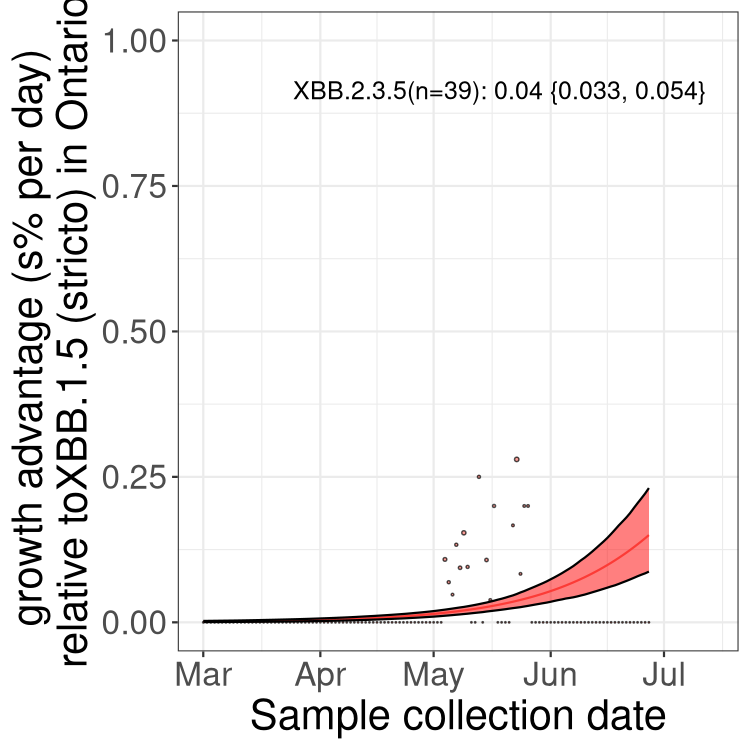 growth advantage (s% per day)
relative toXBB.1.5 (stricto) in Ontario
1.00
0.75
0.50
0.25
0.00
XBB.2.3.5(n=39): 0.04 {0.033, 0.054}
Mar Apr May Jun Jul
Sample collection date